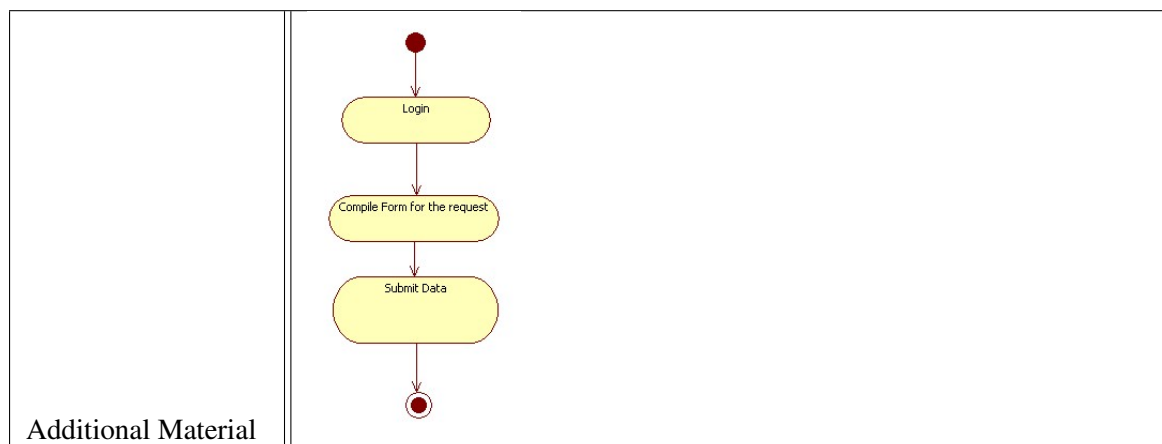 Login
Compile Form for the request
Submit Data
Additional Material